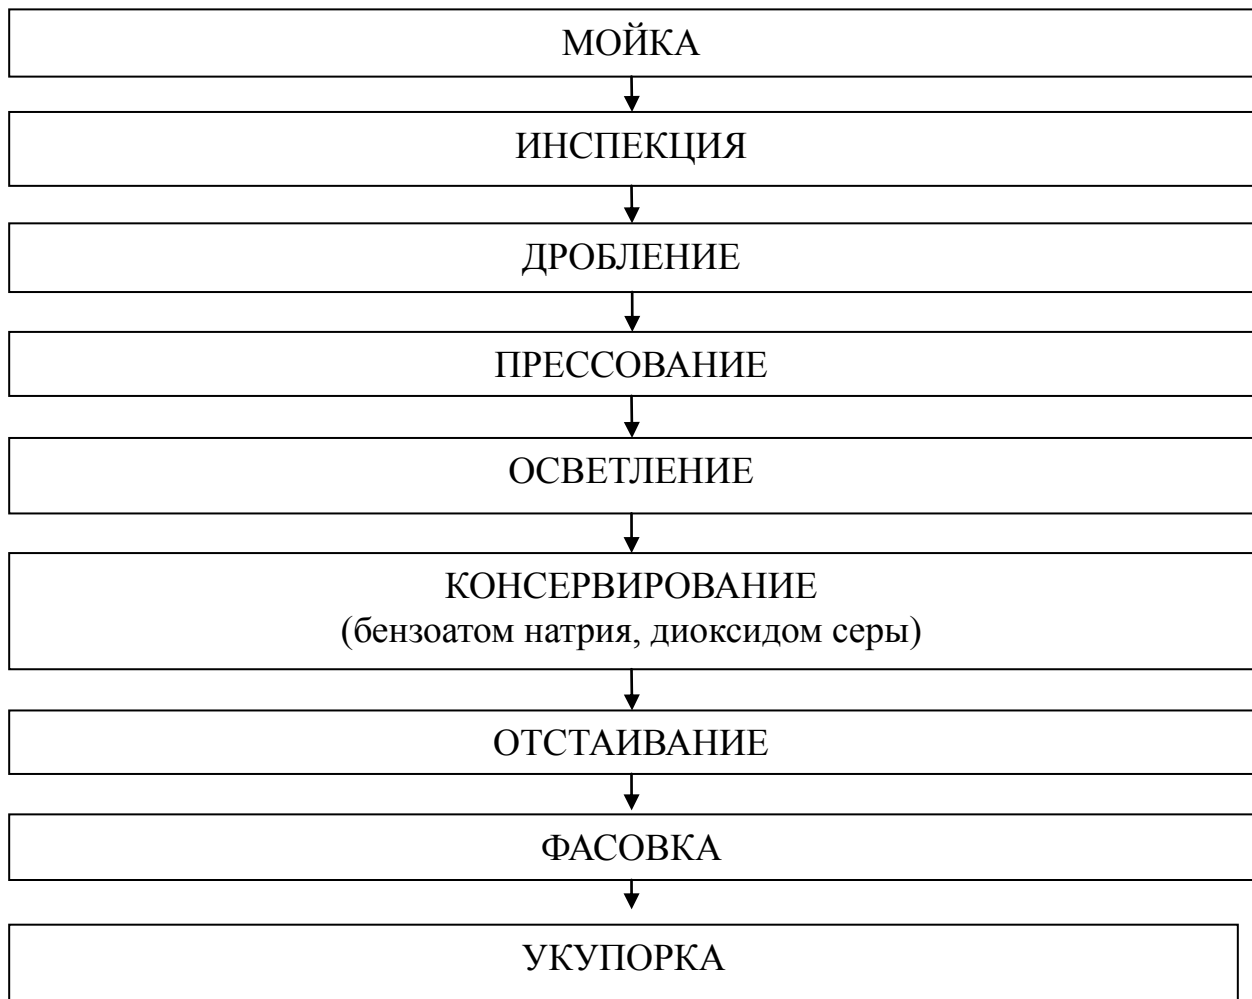 МОЙКА
ИНСПЕКЦИЯ
ДРОБЛЕНИЕ
ПРЕССОВАНИЕ
ОСВЕТЛЕНИЕ
КОНСЕРВИРОВАНИЕ
(бензоатом натрия, диоксидом серы)
ОТСТАИВАНИЕ
ФАСОВКА
УКУПОРКА